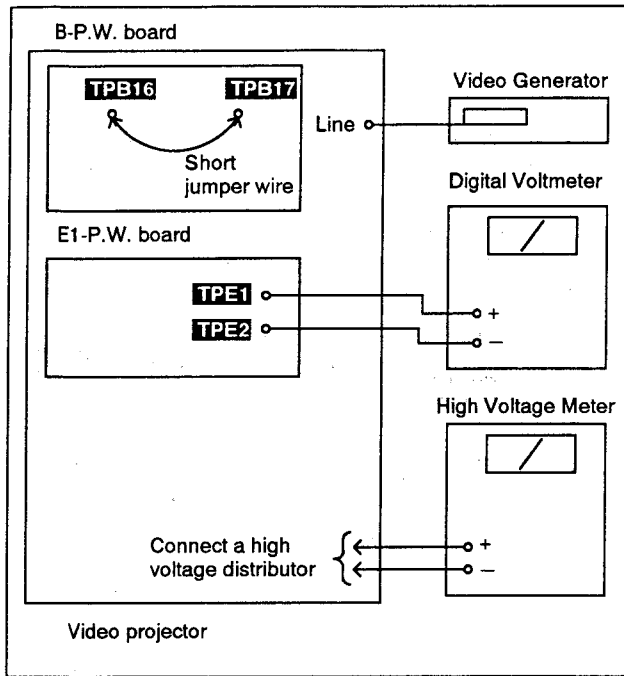 B-P.W. board
TPB16
TPB17
Short
jumper wire
Line
Video Generator
Digital Voltmeter
+
−
E1-P.W. board
TPE1
TPE2
High Voltage Meter
+
−
Connect a high
voltage distributor
Video projector